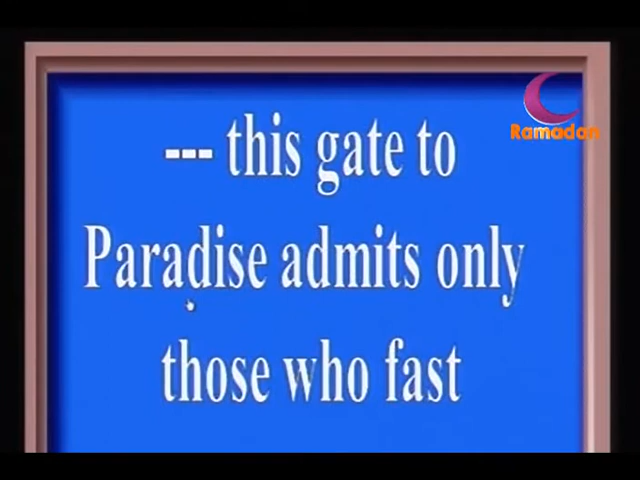 Ramadan
--- this gate to
Paradise admits only
those who fast